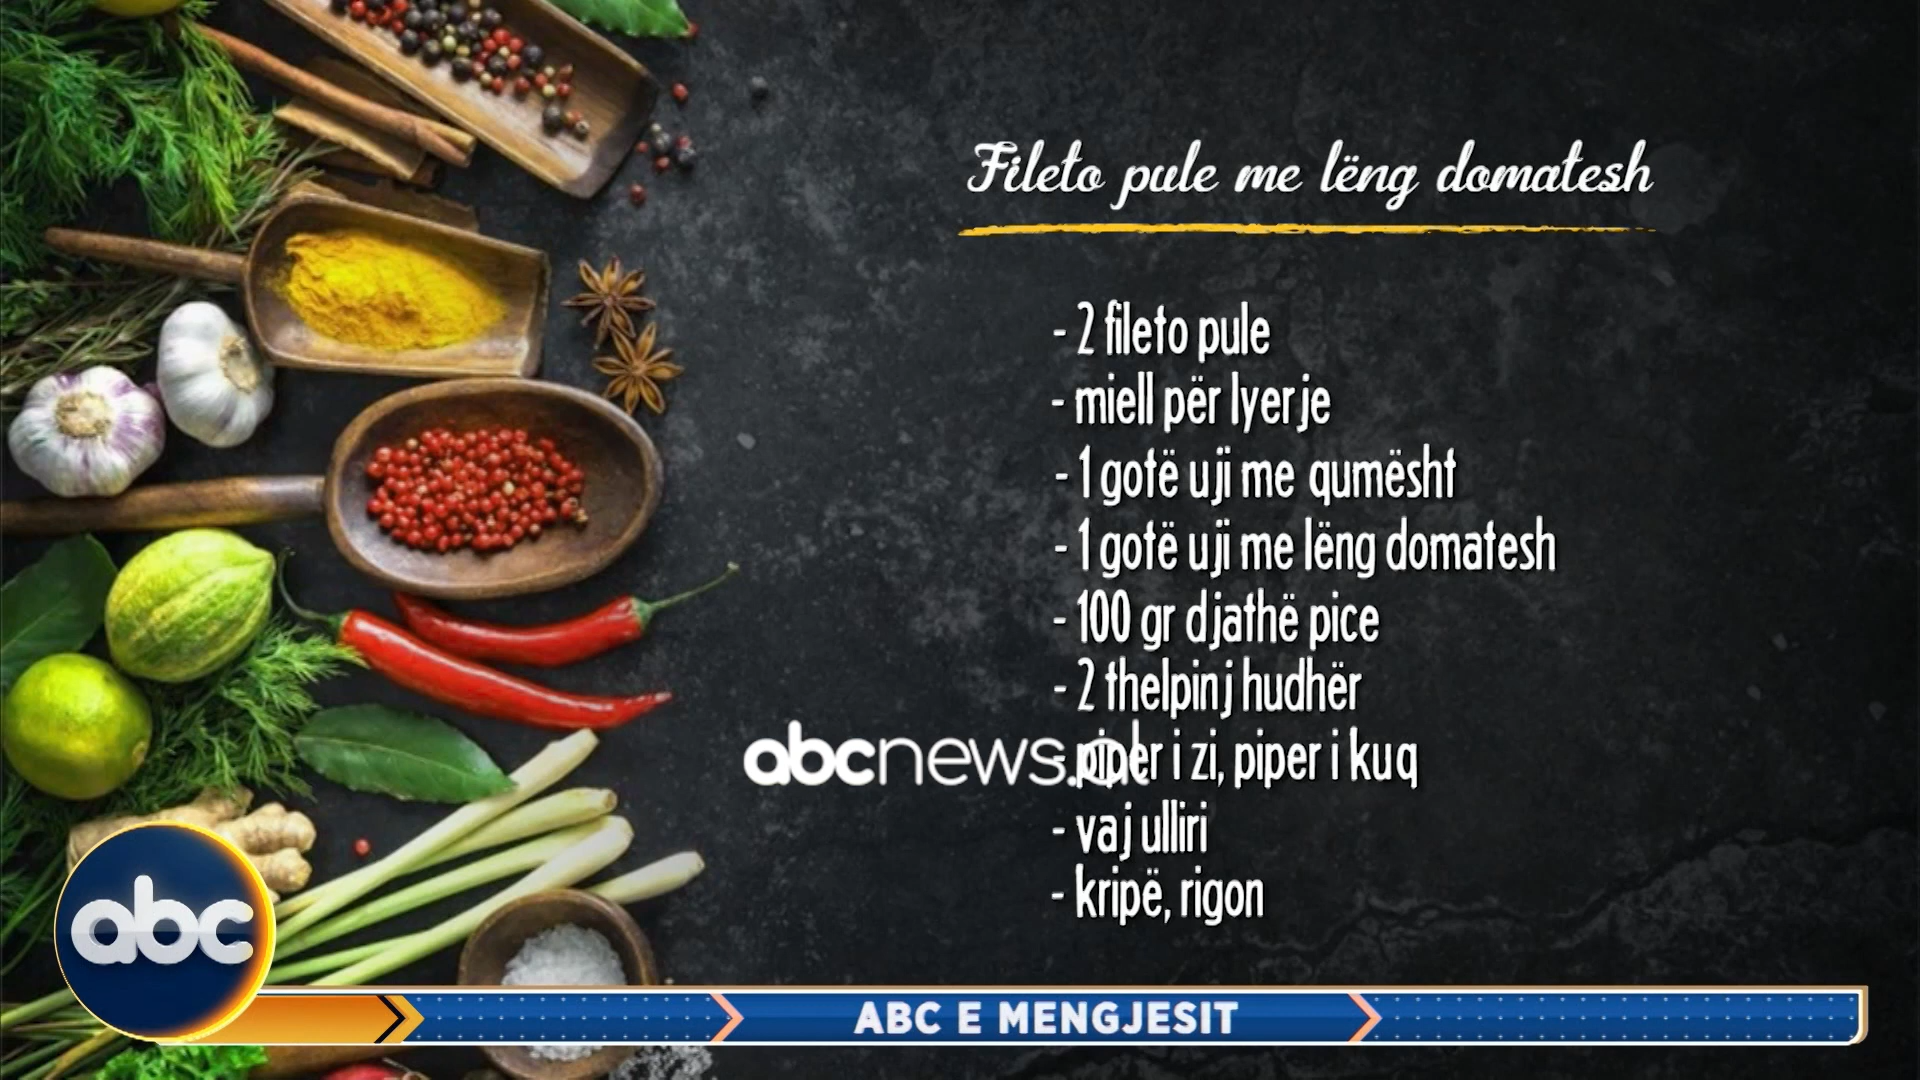 Fileto pule me lëng domatesh
- 2 fileto pule
- miell për lyerje
- 1 gotë uji me qumësht
- 1 gotë uji me lëng domatesh
- 100 gr djathë pice
- 2 thelpinj hudhër
abcnews.al
- piper i zi, piper i kuq
- vaj ulliri
- kripë, rigon
abc
ABC E MENGJESIT